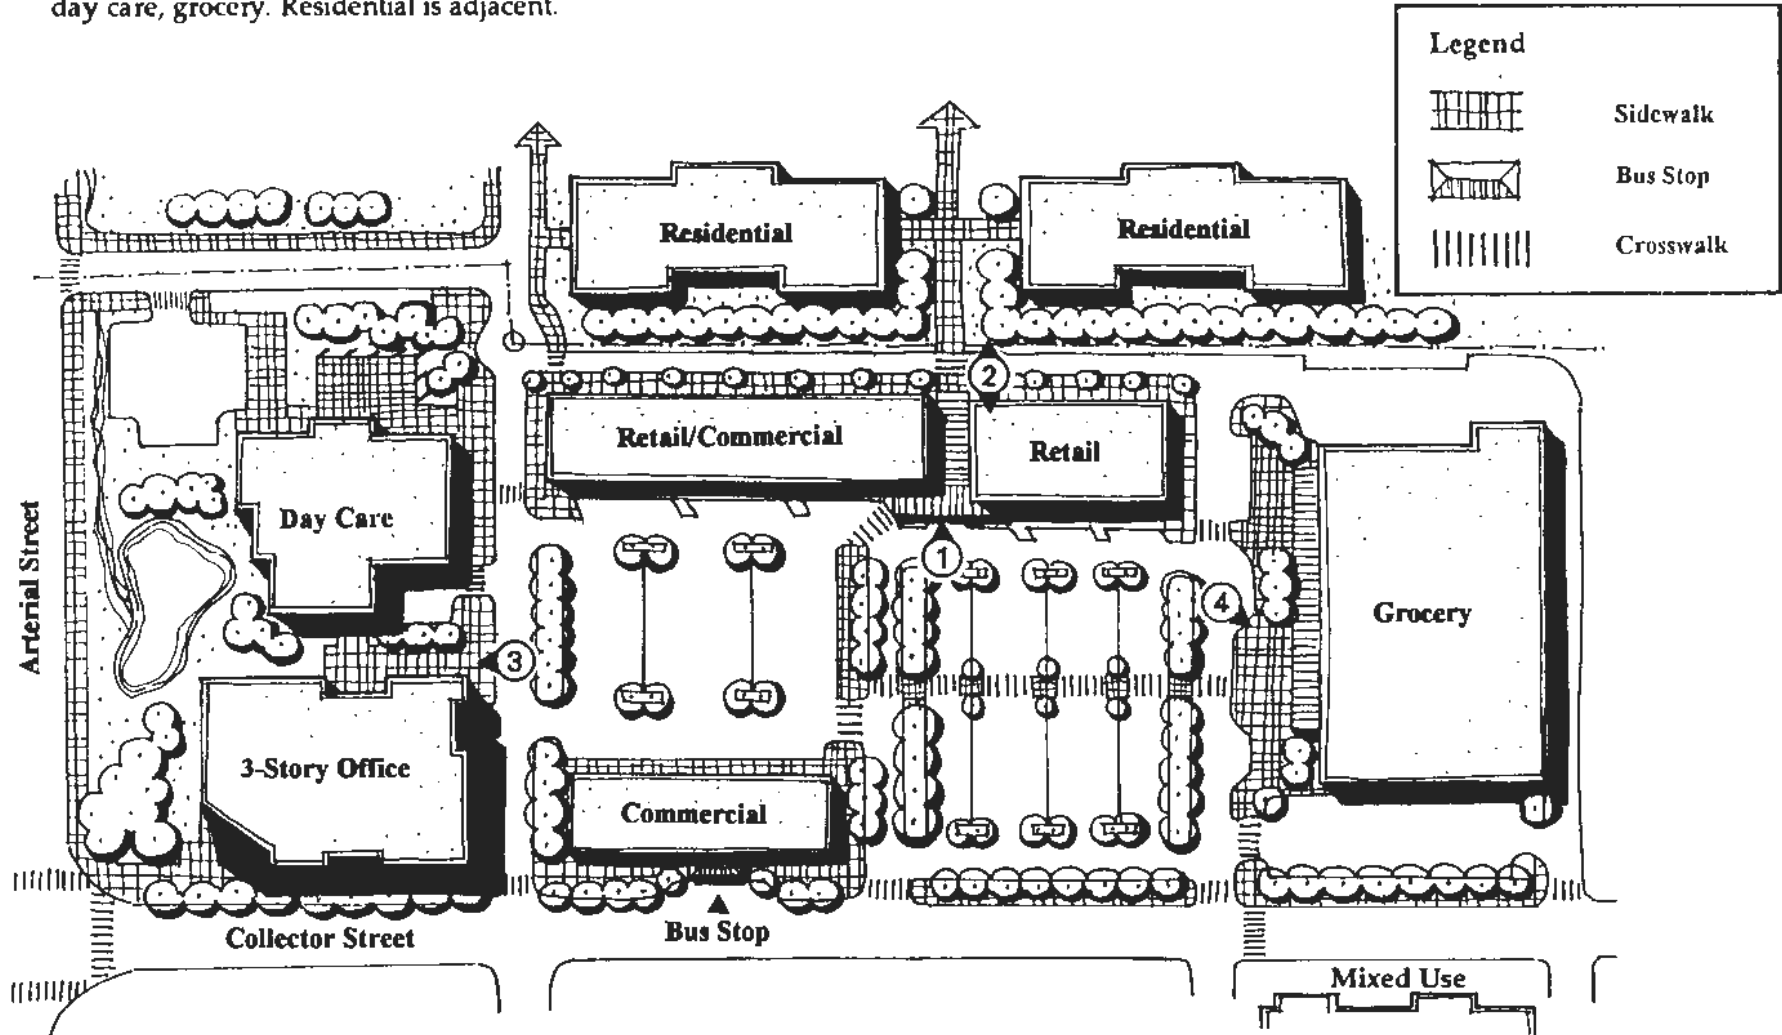 day care, grocery. Residential is adjacent.
Legend
Sidewalk
Bus Stop
Crosswalk
Residential
Residential
2
Retail/Commercial
Retail
Day Care
1
4
Grocery
3
Arterial Street
3-Story Office
Commercial
Collector Street
Bus Stop
Mixed Use